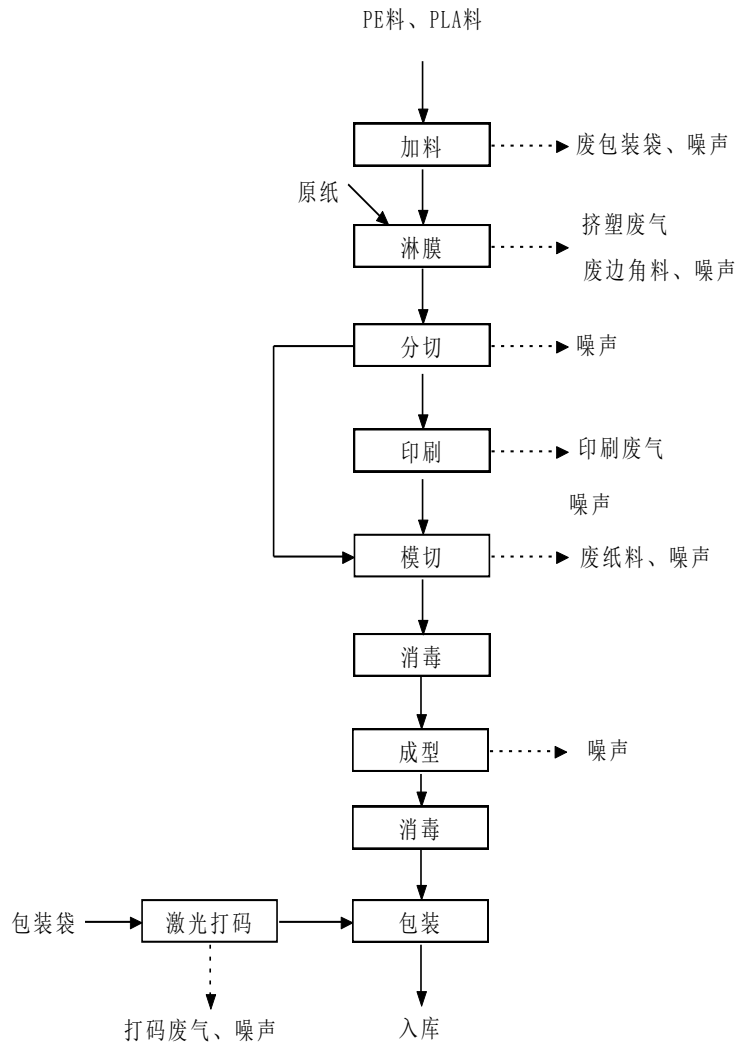 PE料、PLA料
加料
废包装袋、噪声
原纸
淋膜
挤塑废气
废边角料、噪声
分切
噪声
印刷
印刷废气
噪声
模切
废纸料、噪声
消毒
成型
噪声
消毒
包装袋
激光打码
包装
打码废气、噪声
入库